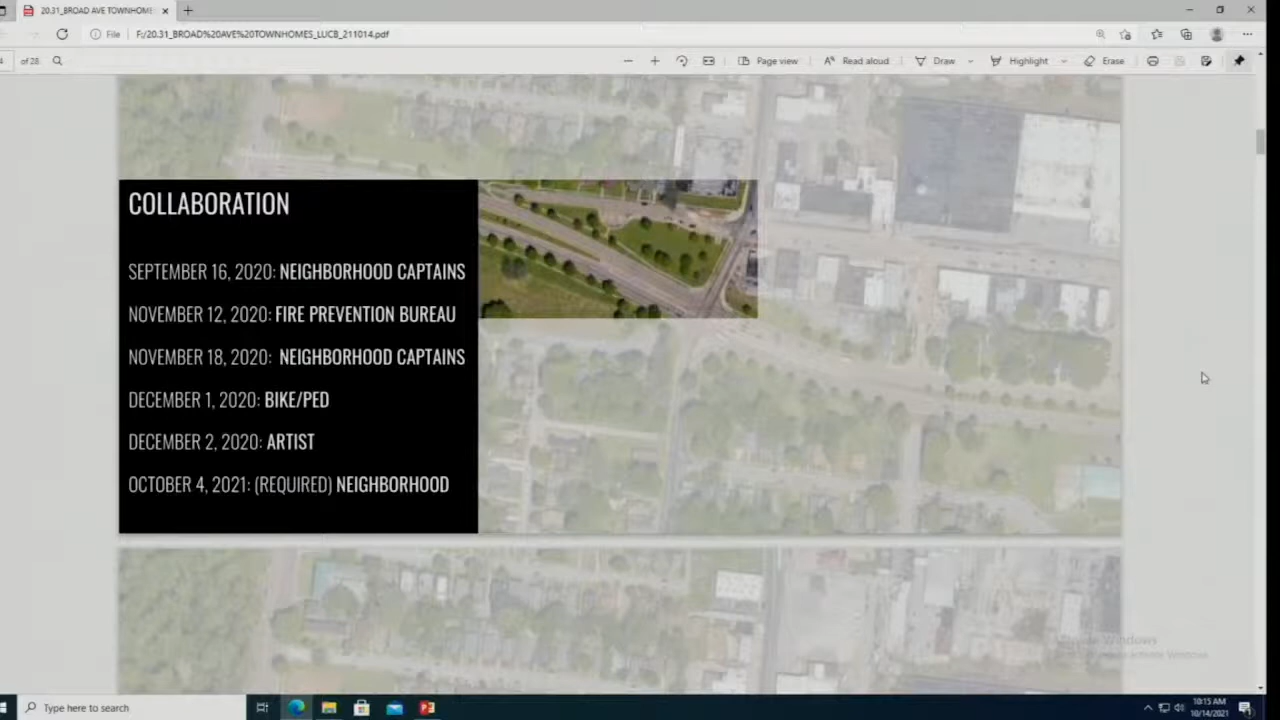 20.31_BROAD AVE TOWNHOMES
File
F:/20.31_BROAD%20AVE%20TOWNHOMES_LUCB_211014.pdf
4
of 28
Page view
Read aloud
Draw
Highlight
Erase
COLLABORATION
SEPTEMBER 16, 2020: NEIGHBORHOOD CAPTAINS
NOVEMBER 12, 2020: FIRE PREVENTION BUREAU
NOVEMBER 18, 2020: NEIGHBORHOOD CAPTAINS
DECEMBER 1, 2020: BIKE/PED
DECEMBER 2, 2020: ARTIST
OCTOBER 4, 2021: (REQUIRED) NEIGHBORHOOD
Type here to search
10:15 AM
10/14/2021